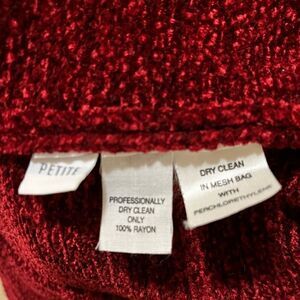 PETITE
PROFESSIONALLY
DRY CLEAN
ONLY
100% RAYON
DRY CLEAN
IN MESH BAG
WITH
PERCHLORETHYLENE